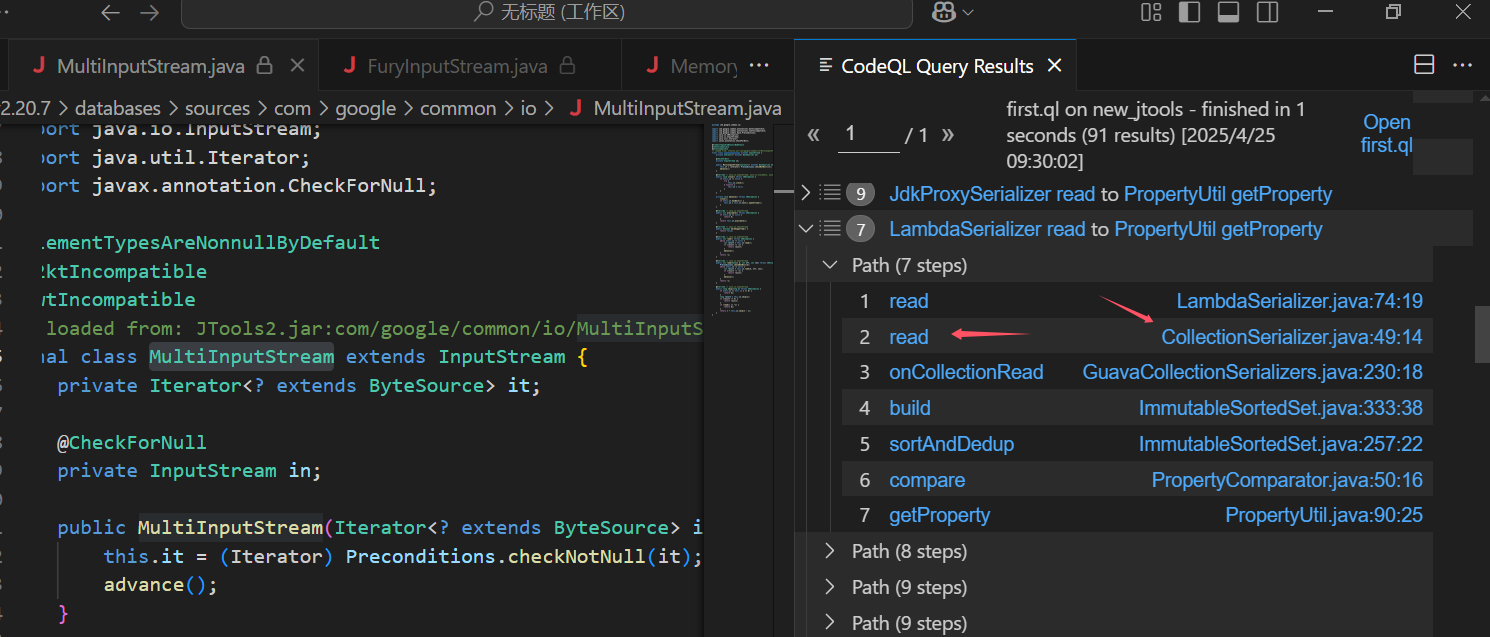 无标题 (工作区)
MultiInputStream.java
FuryInputStream.java
Memory
CodeQL Query Results
2.20.7 > databases > sources > com > google > common > io > MultiInputStream.java
port java.io.InputStream;
port java.util.Iterator;
port javax.annotation.CheckForNull;
lementTypesAreNonnullByDefault
ktIncompatible
tIncompatible
loaded from: JTools2.jar:com/google/common/io/MultiInputS
nal class MultiInputStream extends InputStream {
private Iterator<? extends ByteSource> it;
@CheckForNull
private InputStream in;
public MultiInputStream(Iterator<? extends ByteSource> i
this.it = (Iterator) Preconditions.checkNotNull(it);
advance();
}
« 1 / 1 »
first.ql on new_jtools - finished in 1
seconds (91 results) [2025/4/25
09:30:02]
Open
first.ql
9 JdkProxySerializer read to PropertyUtil getProperty
7 LambdaSerializer read to PropertyUtil getProperty
Path (7 steps)
1 read LambdaSerializer.java:74:19
2 read CollectionSerializer.java:49:14
3 onCollectionRead GuavaCollectionSerializers.java:230:18
4 build ImmutableSortedSet.java:333:38
5 sortAndDedup ImmutableSortedSet.java:257:22
6 compare PropertyComparator.java:50:16
7 getProperty PropertyUtil.java:90:25
Path (8 steps)
Path (9 steps)
Path (9 steps)